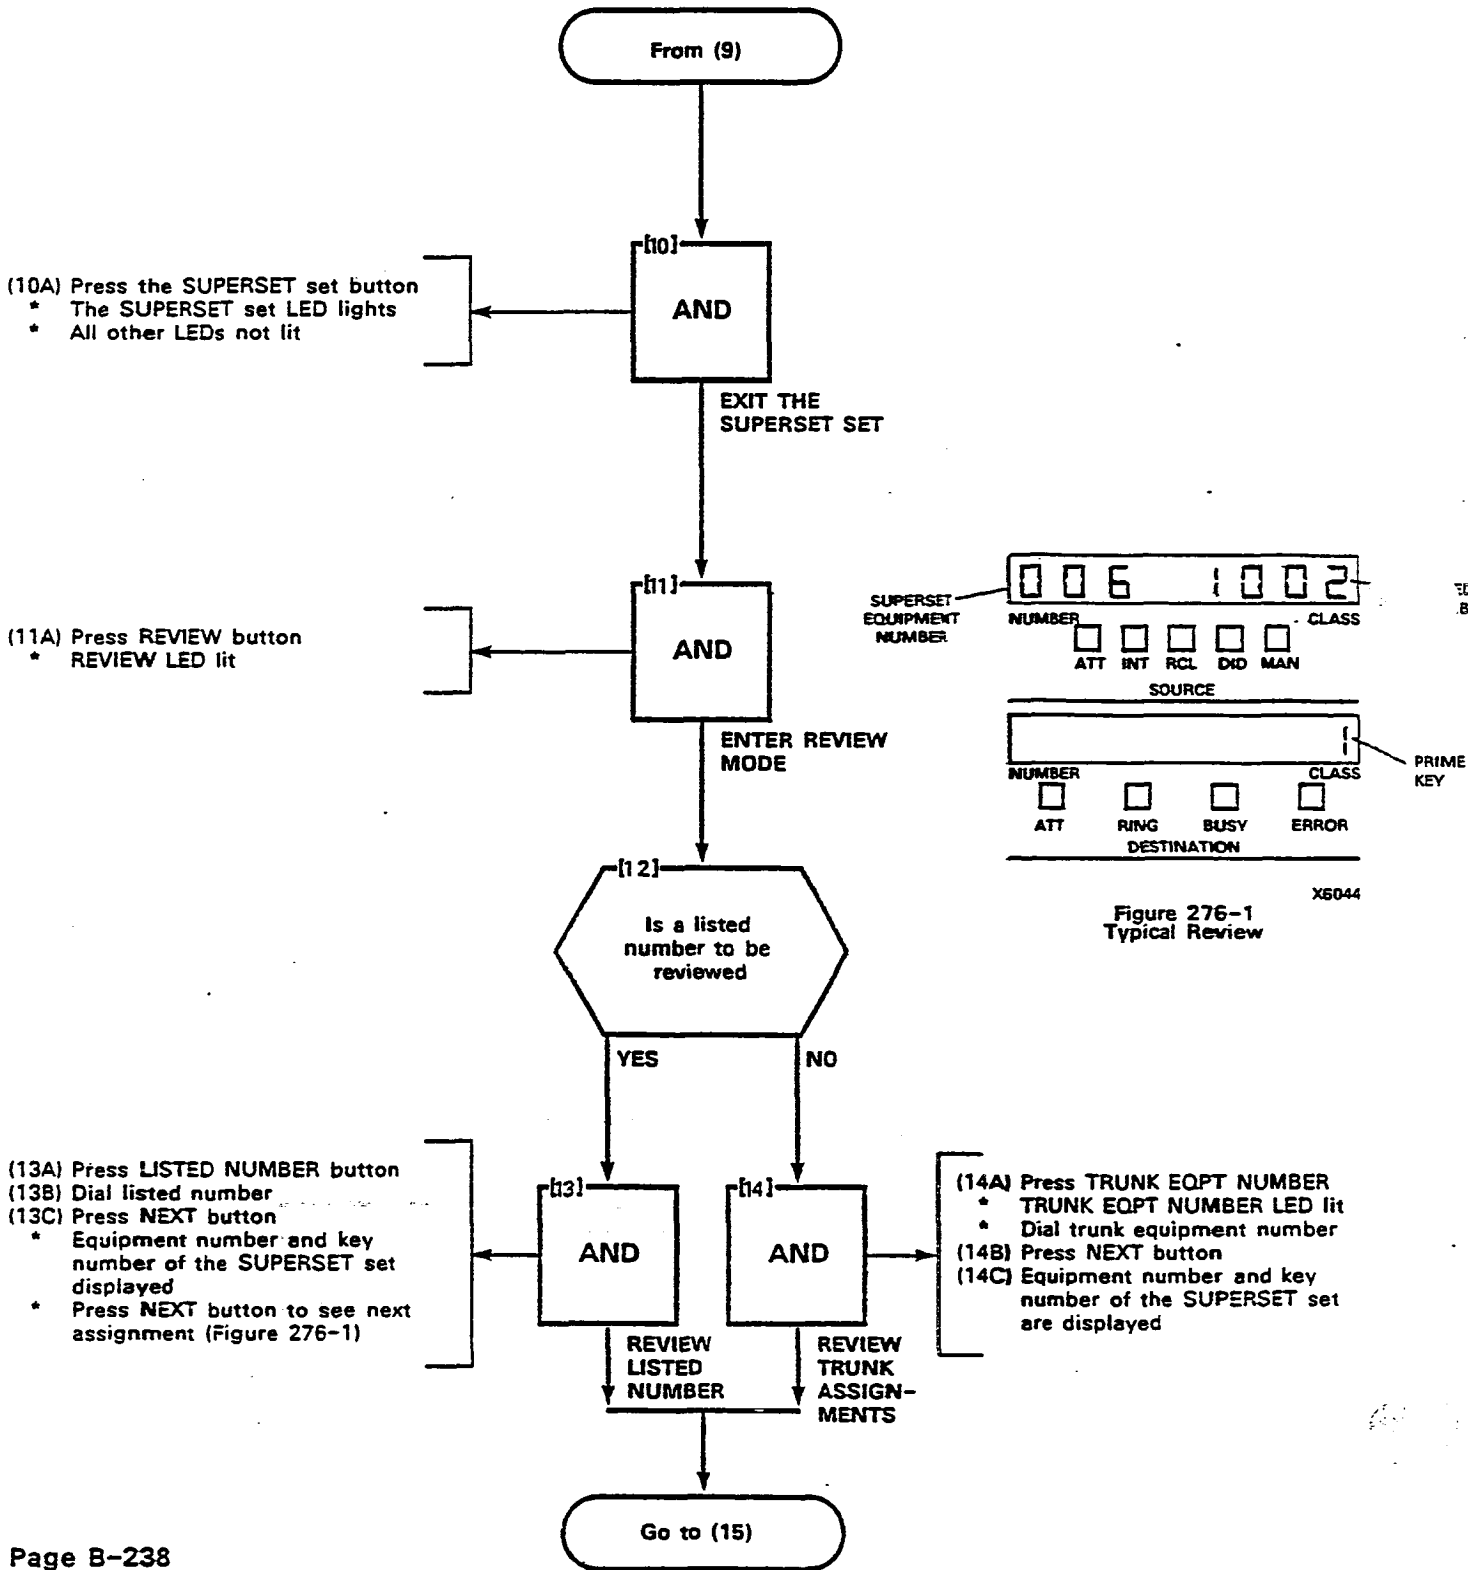 From (9)
[10]
AND
(10A) Press the SUPERSET set button
* The SUPERSET set LED lights
* All other LEDs not lit
EXIT THE
SUPERSET SET
[11]
AND
(11A) Press REVIEW button
* REVIEW LED lit
ENTER REVIEW
MODE
SUPERSET
EQUIPMENT
NUMBER
006 1002
NUMBER CLASS
ATT INT RCL DID MAN
SOURCE
1
NUMBER CLASS
PRIME
KEY
ATT RING BUSY ERROR
DESTINATION
X6044
Figure 276-1
Typical Review
[12]
Is a listed
number to be
reviewed
YES
NO
(13A) Press LISTED NUMBER button
(13B) Dial listed number
(13C) Press NEXT button
* Equipment number and key
number of the SUPERSET set
displayed
* Press NEXT button to see next
assignment (Figure 276-1)
[13]
AND
REVIEW
LISTED
NUMBER
[14]
AND
REVIEW
TRUNK
ASSIGN-
MENTS
(14A) Press TRUNK EQPT NUMBER
* TRUNK EQPT NUMBER LED lit
* Dial trunk equipment number
(14B) Press NEXT button
(14C) Equipment number and key
number of the SUPERSET set
are displayed
Go to (15)
Page B-238